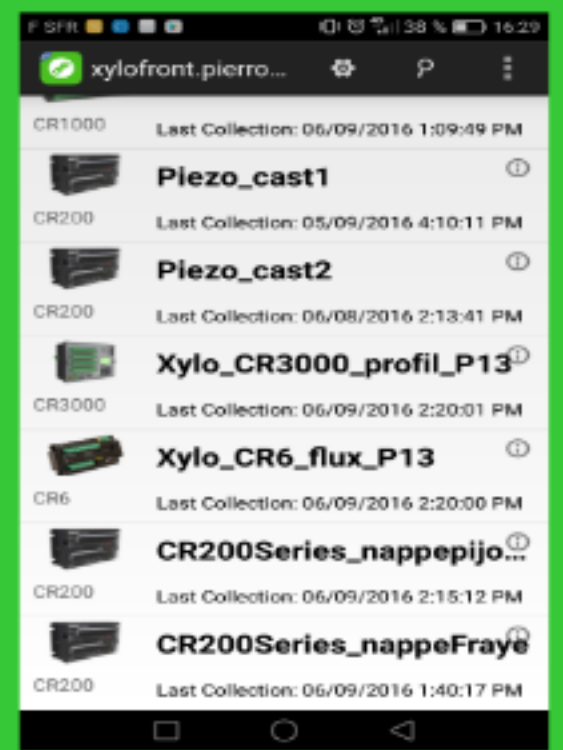 F SFR 38 % 16:29
xylofront.pierro...
CR1000
Last Collection: 06/09/2016 1:09:49 PM
Piezo_cast1
CR200
Last Collection: 05/09/2016 4:10:11 PM
Piezo_cast2
CR200
Last Collection: 06/08/2016 2:13:41 PM
Xylo_CR3000_profil_P13
CR3000
Last Collection: 06/09/2016 2:20:01 PM
Xylo_CR6_flux_P13
CR6
Last Collection: 06/09/2016 2:20:00 PM
CR200Series_nappepijo...
CR200
Last Collection: 06/09/2016 2:15:12 PM
CR200Series_nappeFraye
CR200
Last Collection: 06/09/2016 1:40:17 PM